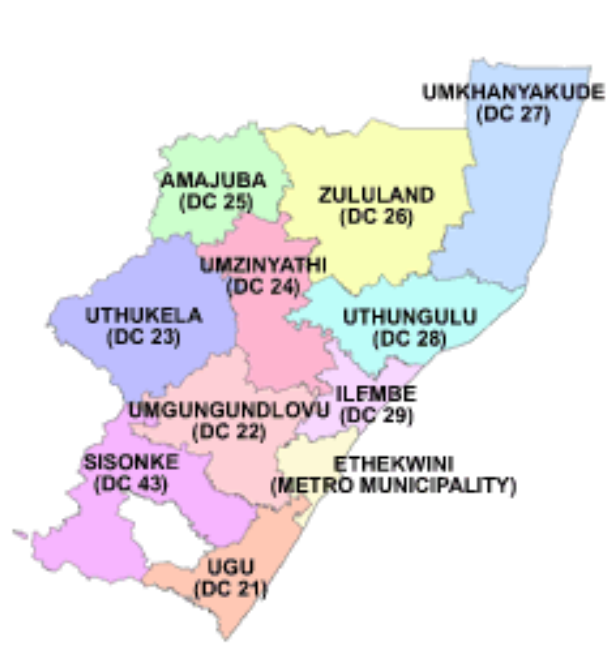 UMKHANYAKUDE
(DC 27)
AMAJUBA
(DC 25)
ZULULAND
(DC 26)
UMZINYATHI
(DC 24)
UTHUKELA
(DC 23)
UTHUNGULU
(DC 28)
ILEMBE
(DC 29)
UMGUNGUNDLOVU
(DC 22)
SISONKE
(DC 43)
ETHEKWINI
(METRO MUNICIPALITY)
UGU
(DC 21)